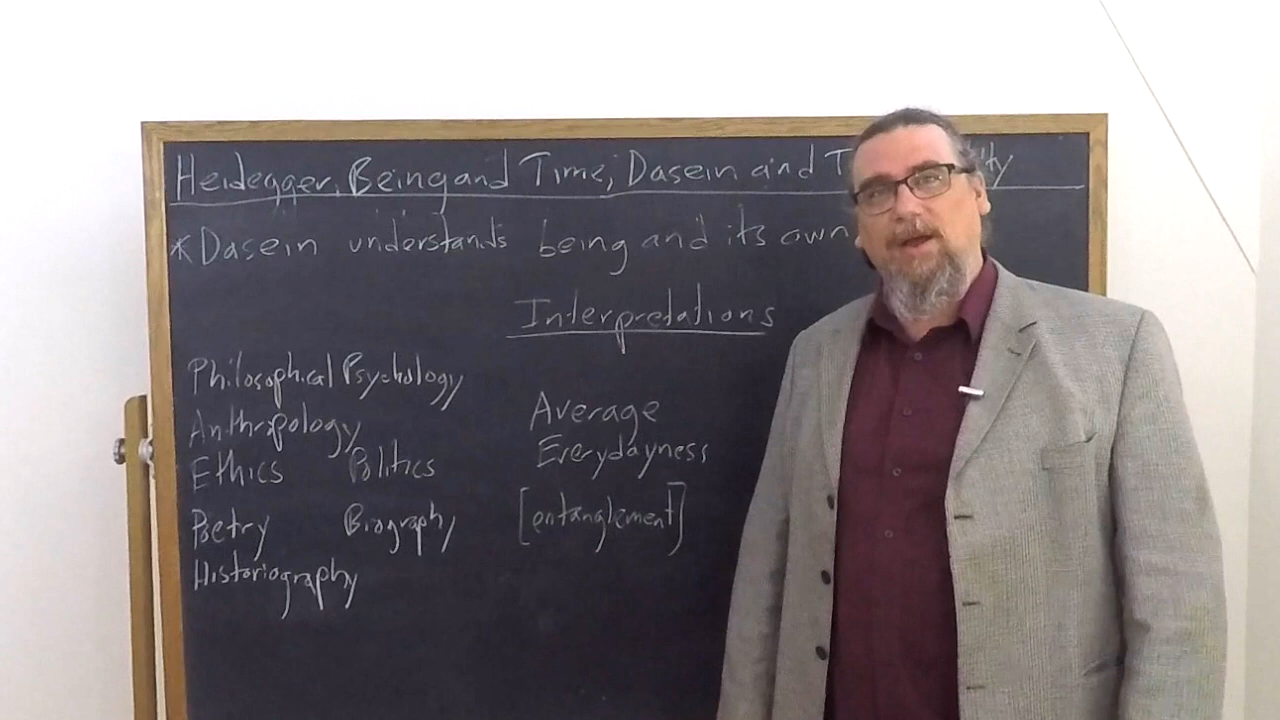 Heidegger, Being and Time; Dasein and T ity
*Dasein understands being and its own
Interpretations
Philosophical Psychology
Anthropology
Ethics Politics
Poetry Biography
Historiography
Average
Everydayness
[entanglement]